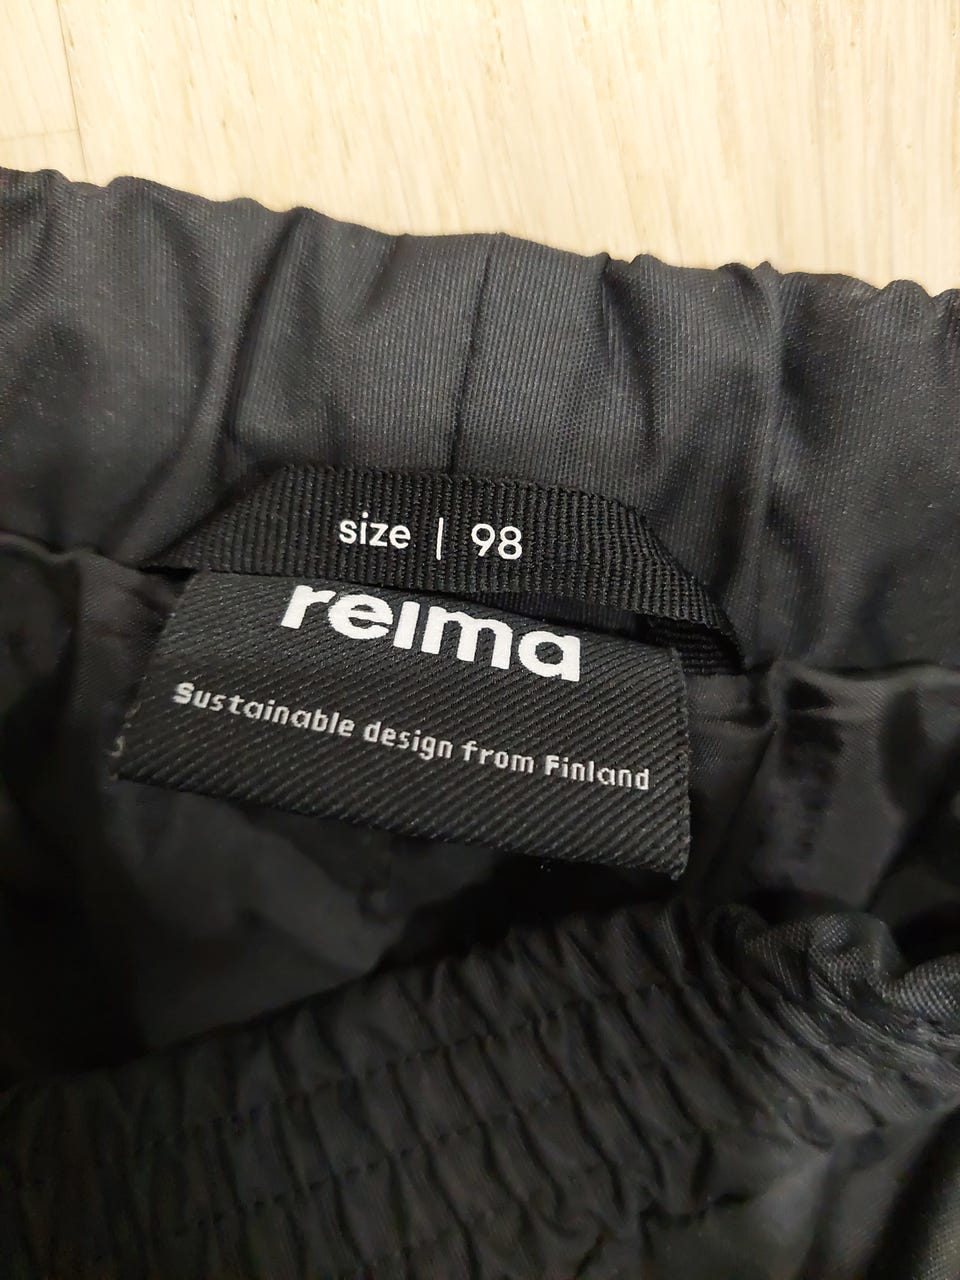 size | 98
reima
Sustainable design from Finland